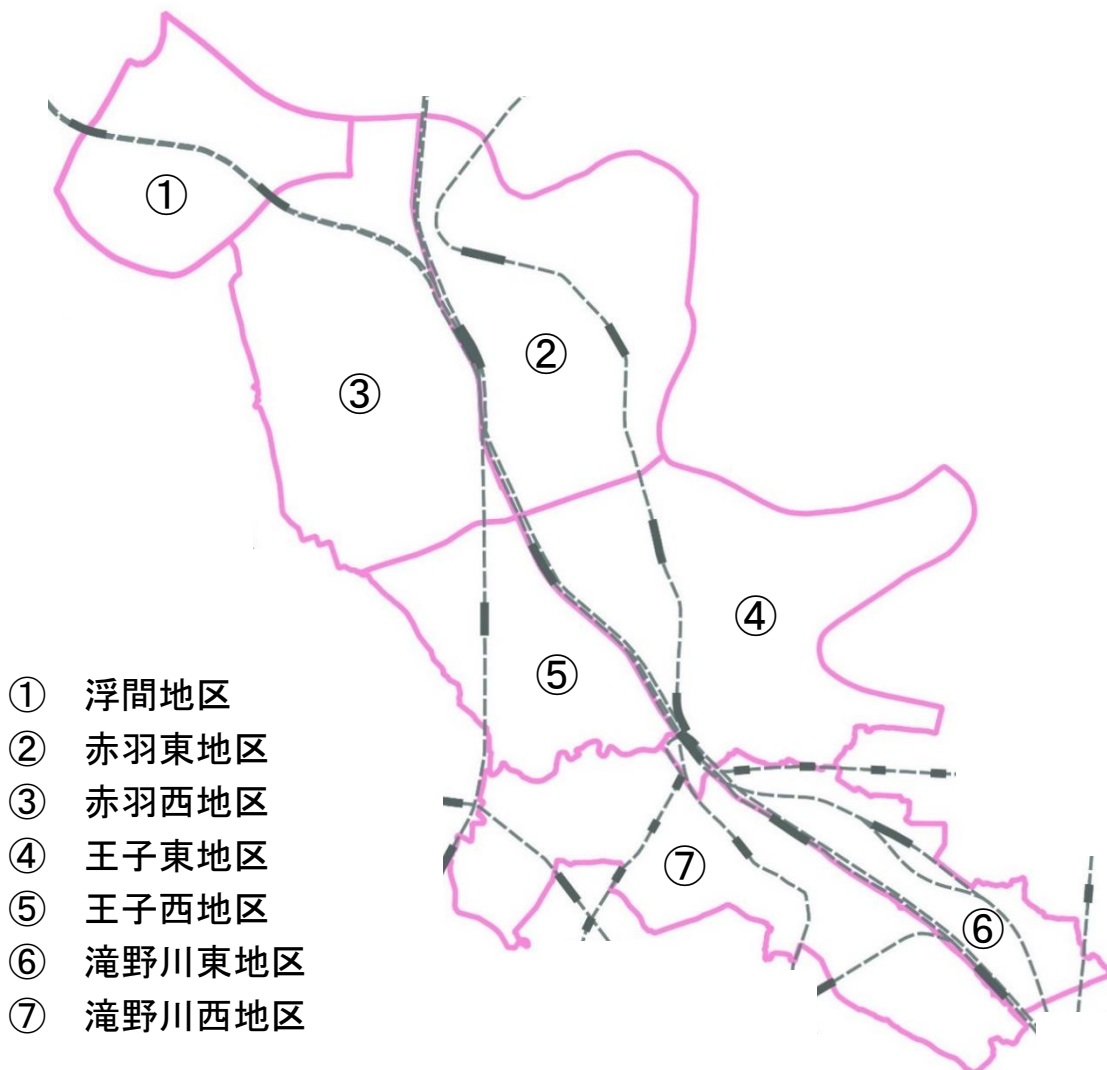 ①
②
③
④
⑤
⑦
⑥
① 浮間地区
② 赤羽東地区
③ 赤羽西地区
④ 王子東地区
⑤ 王子西地区
⑥ 滝野川東地区
⑦ 滝野川西地区